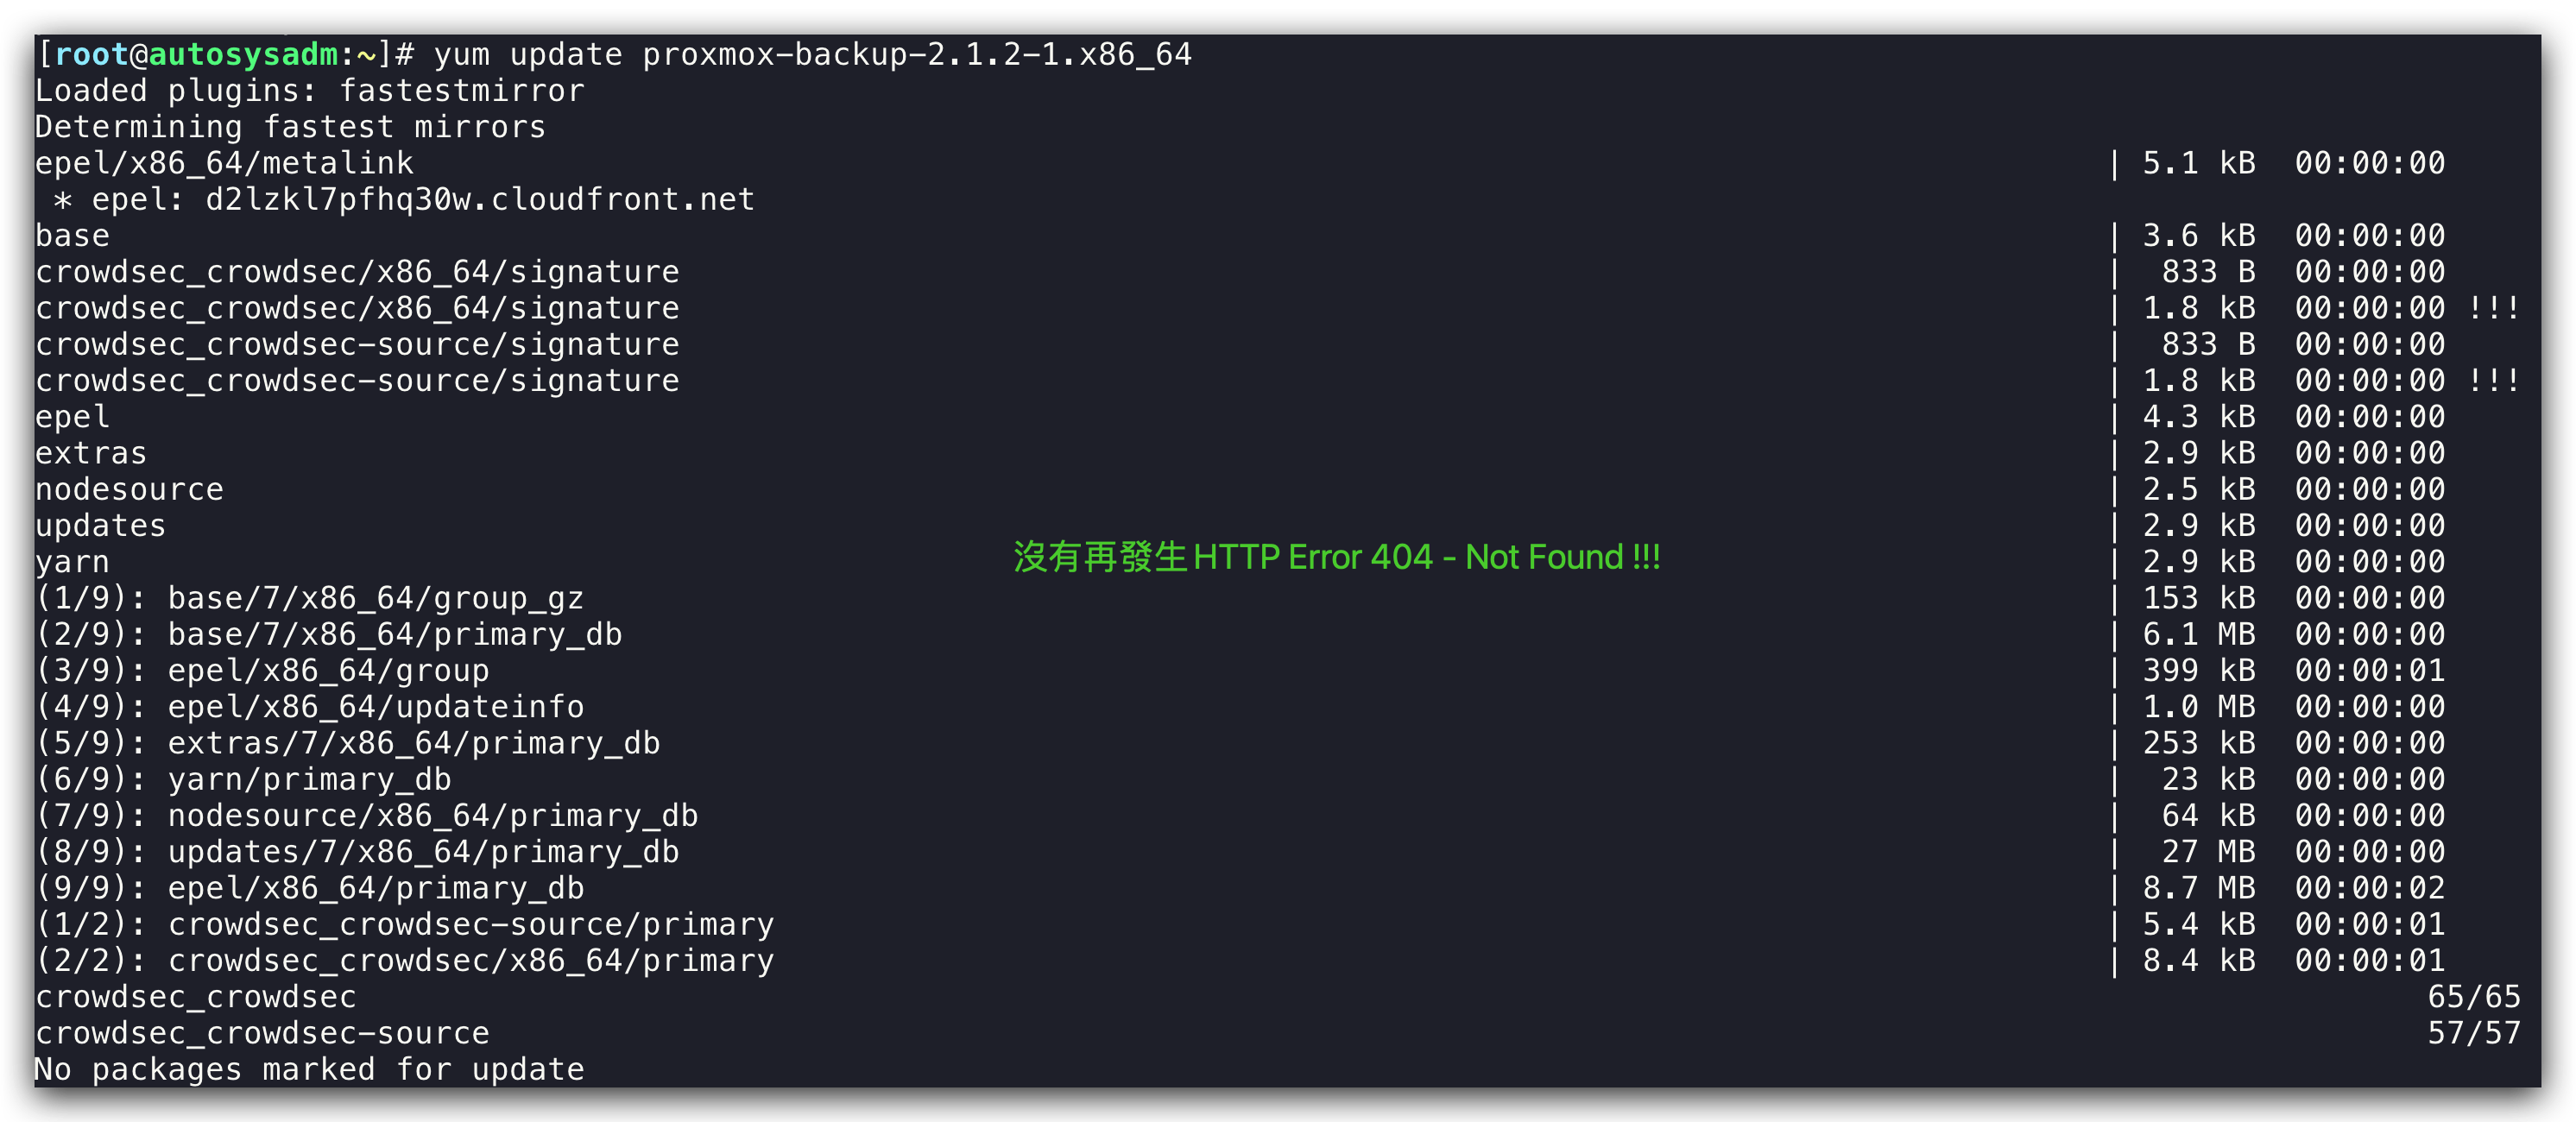 [root@autosysadm:~]# yum update proxmox-backup-2.1.2-1.x86_64
Loaded plugins: fastestmirror
Determining fastest mirrors
epel/x86_64/metalink | 5.1 kB 00:00:00
* epel: d2lzkl7pfhq30w.cloudfront.net
base | 3.6 kB 00:00:00
crowdsec_crowdsec/x86_64/signature | 833 B 00:00:00
crowdsec_crowdsec/x86_64/signature | 1.8 kB 00:00:00 !!!
crowdsec_crowdsec-source/signature | 833 B 00:00:00
crowdsec_crowdsec-source/signature | 1.8 kB 00:00:00 !!!
epel | 4.3 kB 00:00:00
extras | 2.9 kB 00:00:00
nodesource | 2.5 kB 00:00:00
updates | 2.9 kB 00:00:00
沒有再發生HTTP Error 404 - Not Found !!!
yarn | 2.9 kB 00:00:00
(1/9): base/7/x86_64/group_gz | 153 kB 00:00:00
(2/9): base/7/x86_64/primary_db | 6.1 MB 00:00:00
(3/9): epel/x86_64/group | 399 kB 00:00:01
(4/9): epel/x86_64/updateinfo | 1.0 MB 00:00:00
(5/9): extras/7/x86_64/primary_db | 253 kB 00:00:00
(6/9): yarn/primary_db | 23 kB 00:00:00
(7/9): nodesource/x86_64/primary_db | 64 kB 00:00:00
(8/9): updates/7/x86_64/primary_db | 27 MB 00:00:00
(9/9): epel/x86_64/primary_db | 8.7 MB 00:00:02
(1/2): crowdsec_crowdsec-source/primary | 5.4 kB 00:00:01
(2/2): crowdsec_crowdsec/x86_64/primary | 8.4 kB 00:00:01
crowdsec_crowdsec 65/65
crowdsec_crowdsec-source 57/57
No packages marked for update